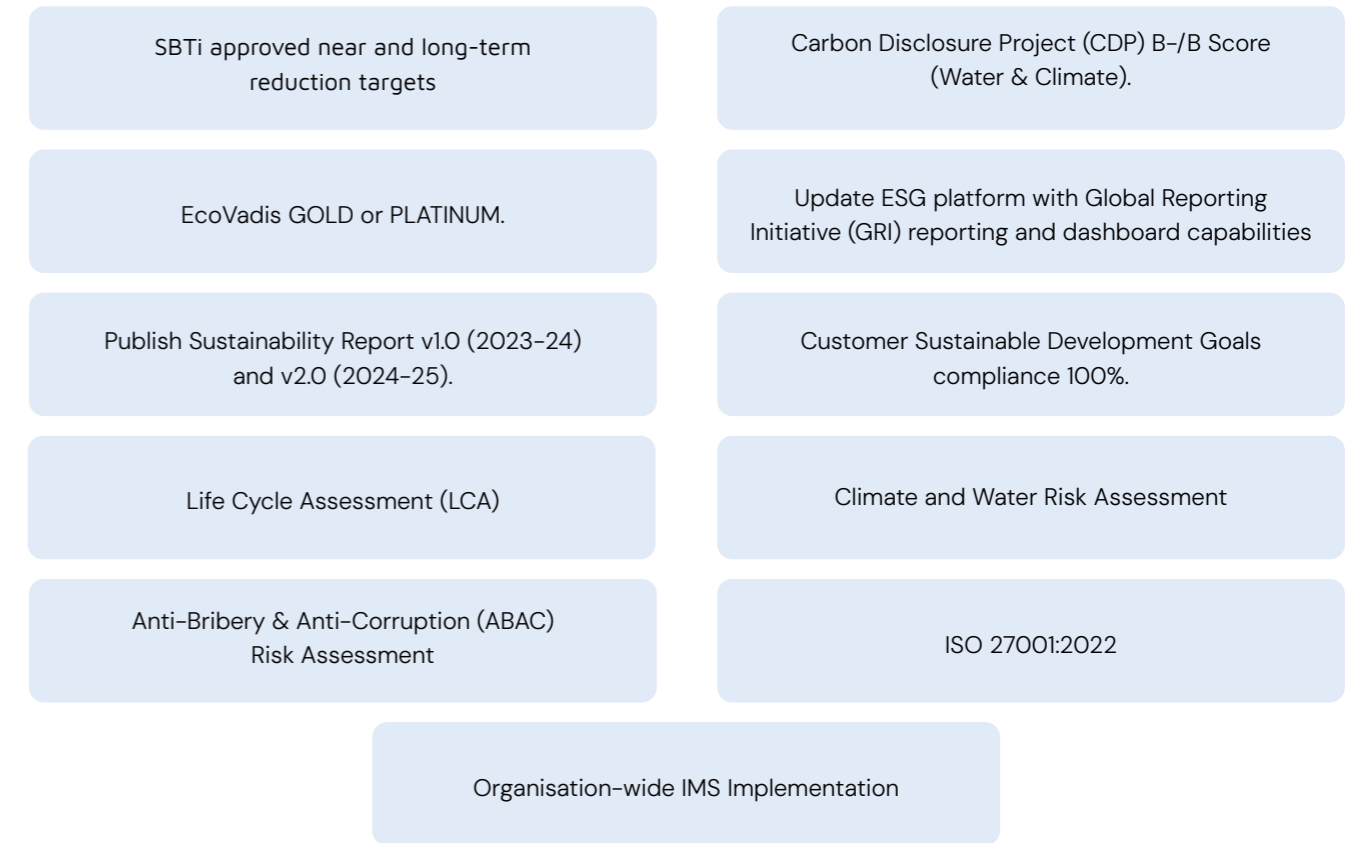 SBTi approved near and long-term
reduction targets
Carbon Disclosure Project (CDP) B-/B Score
(Water & Climate).
EcoVadis GOLD or PLATINUM.
Update ESG platform with Global Reporting
Initiative (GRI) reporting and dashboard capabilities
Publish Sustainability Report v1.0 (2023-24)
and v2.0 (2024-25).
Customer Sustainable Development Goals
compliance 100%.
Life Cycle Assessment (LCA)
Climate and Water Risk Assessment
Anti-Bribery & Anti-Corruption (ABAC)
Risk Assessment
ISO 27001:2022
Organisation-wide IMS Implementation